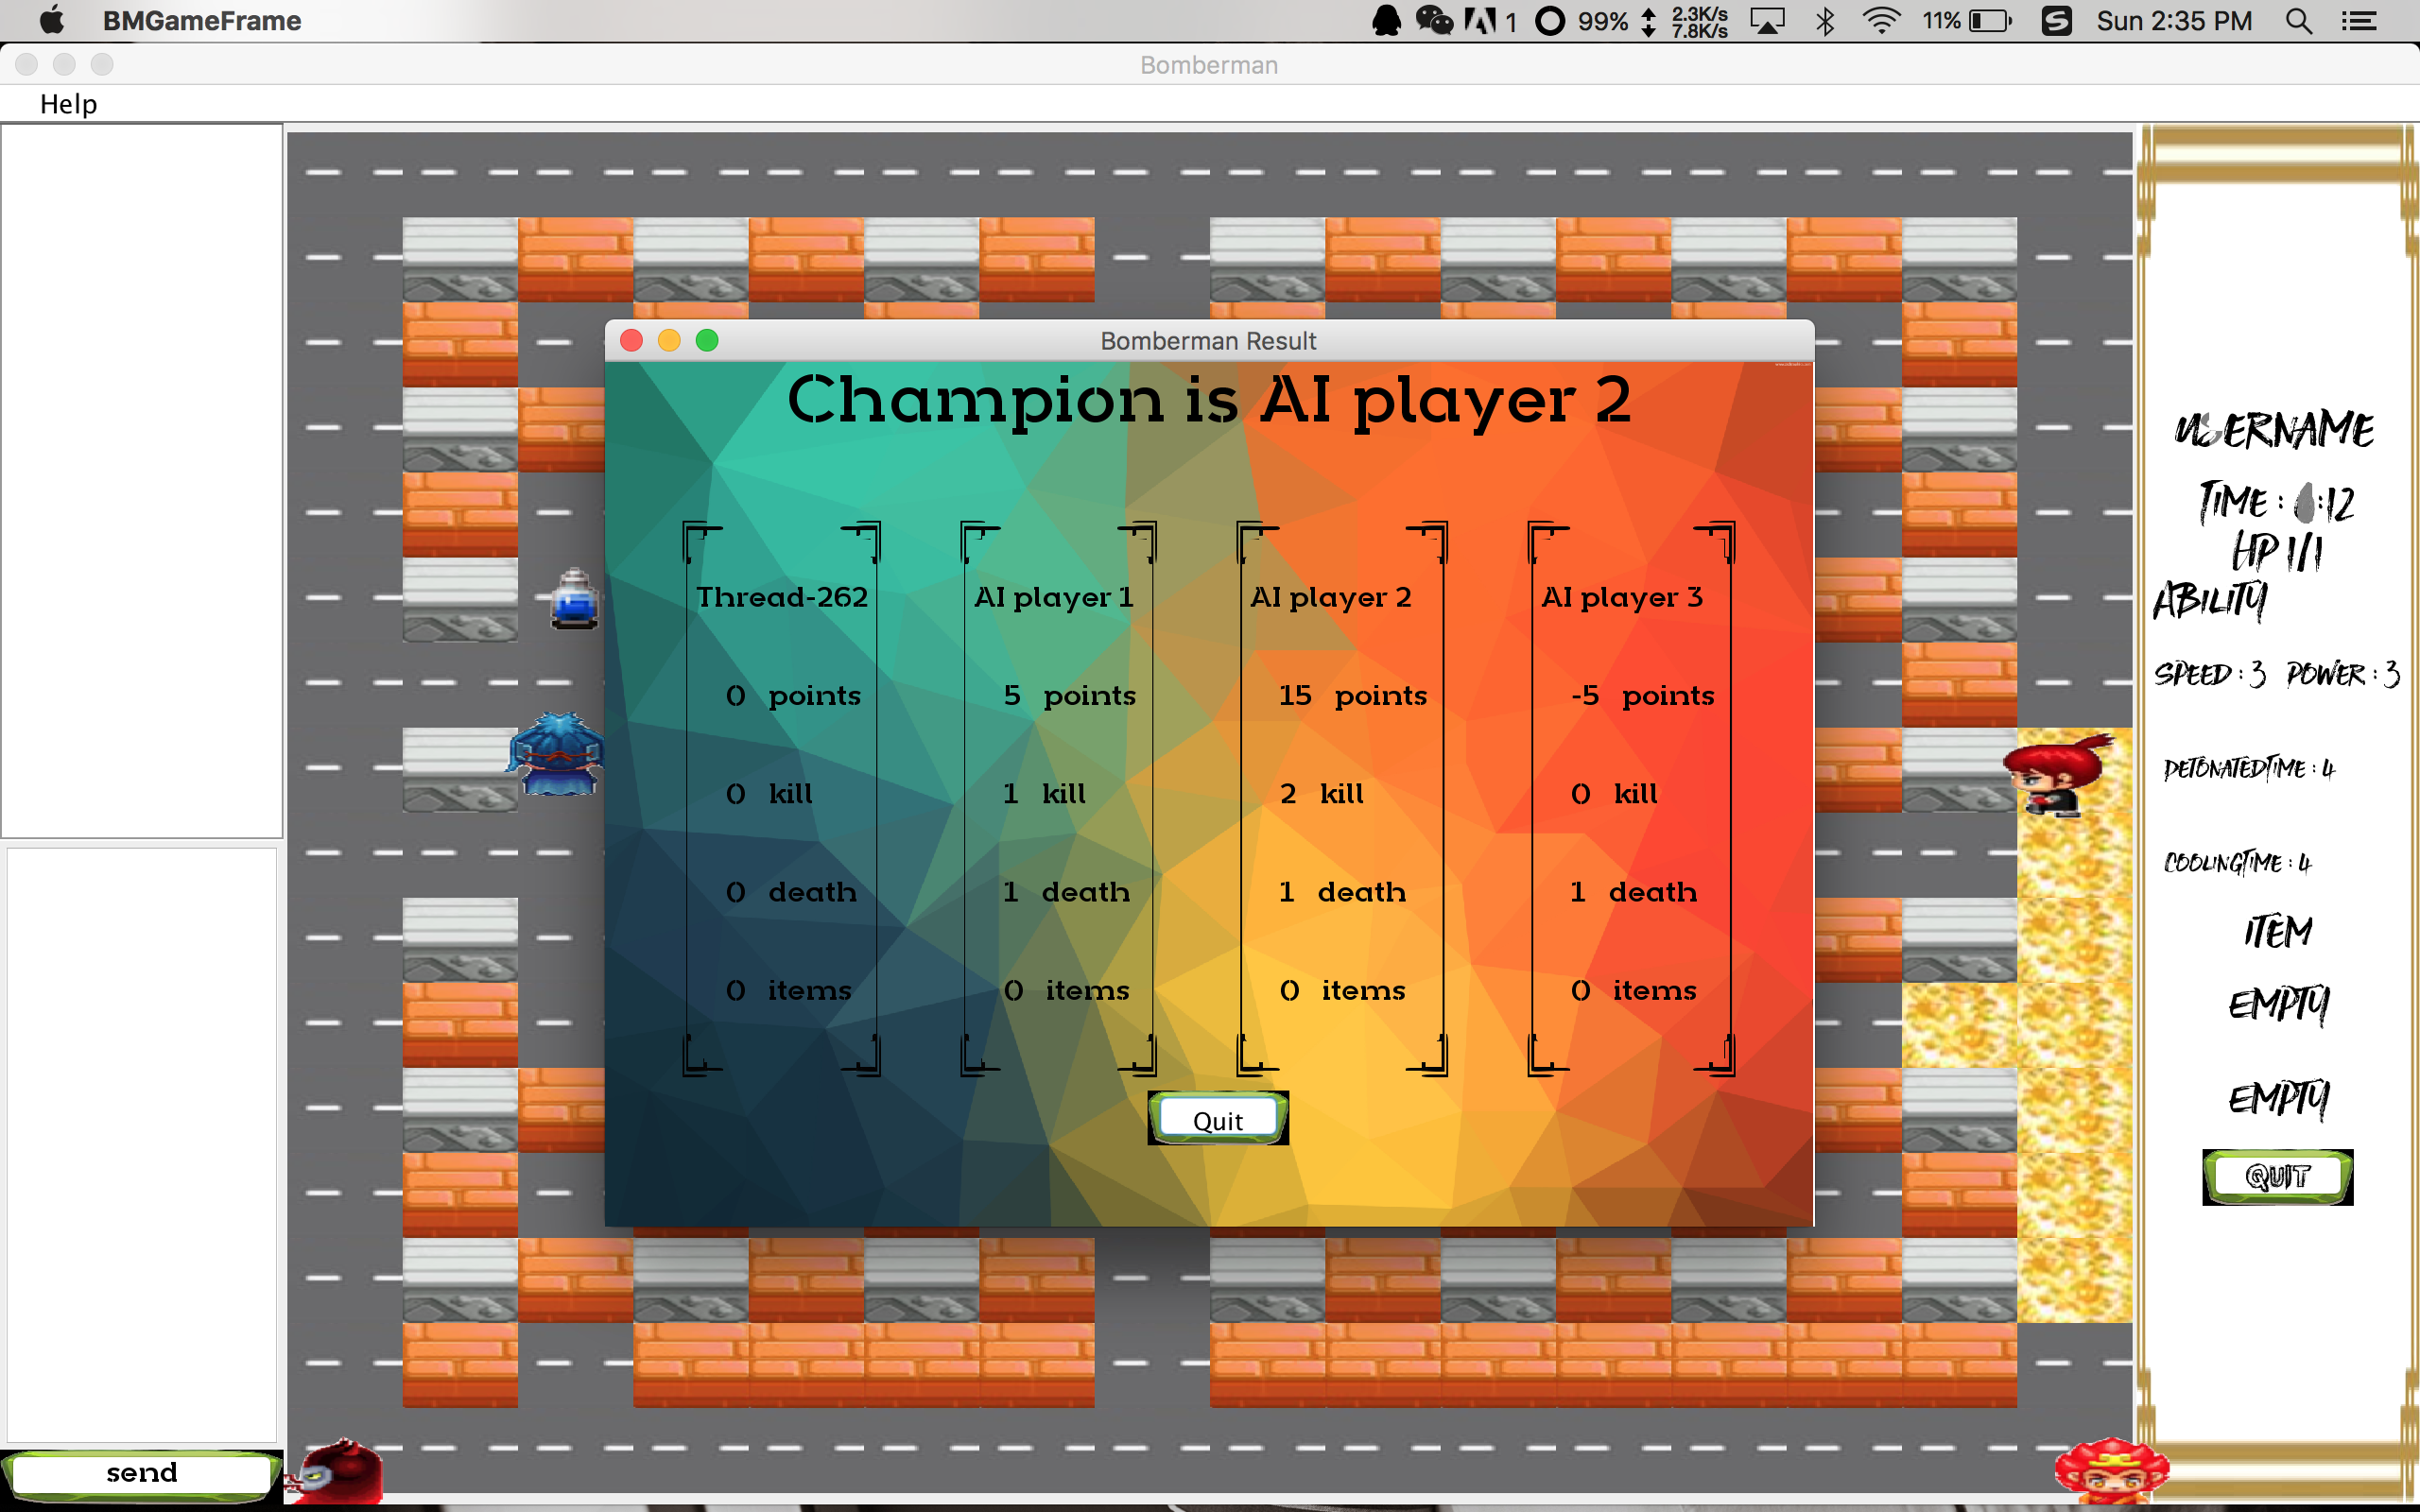 BMGameFrame
1 99% 2.3K/s 7.8K/s 11% Sun 2:35 PM
Bomberman
Help
Bomberman Result
Champion is AI player 2
Thread-262 AI player 1 AI player 2 AI player 3
0 points 5 points 15 points -5 points
0 kill 1 kill 2 kill 0 kill
0 death 1 death 1 death 1 death
0 items 0 items 0 items 0 items
Quit
USERNAME
TIME : 0:12
HP 1/1
ABILITY
SPEED : 3 POWER : 3
DETONATEDTIME : 4
COOLINGTIME : 4
ITEM
EMPTY
EMPTY
QUIT
send